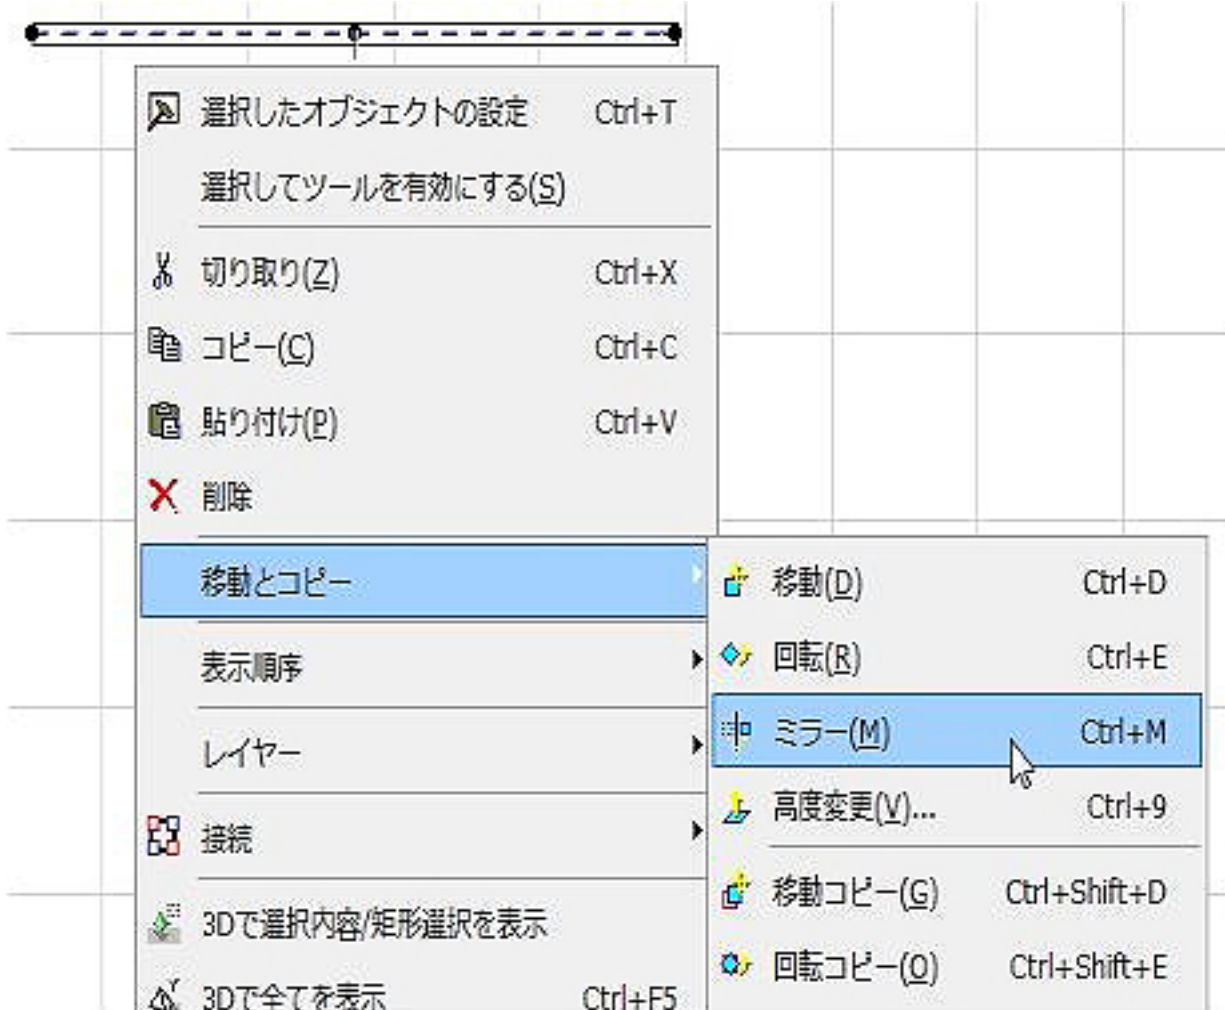 選択したオブジェクトの設定 Ctrl+T
選択してツールを有効にする(S)
切り取り(Z) Ctrl+X
コピー(C) Ctrl+C
貼り付け(P) Ctrl+V
削除
移動とコピー
表示順序
レイヤー
接続
3Dで選択内容/矩形選択を表示
3Dで全てを表示 Ctrl+F5
移動(D) Ctrl+D
回転(R) Ctrl+E
ミラー(M) Ctrl+M
高度変更(V)... Ctrl+9
移動コピー(G) Ctrl+Shift+D
回転コピー(O) Ctrl+Shift+E